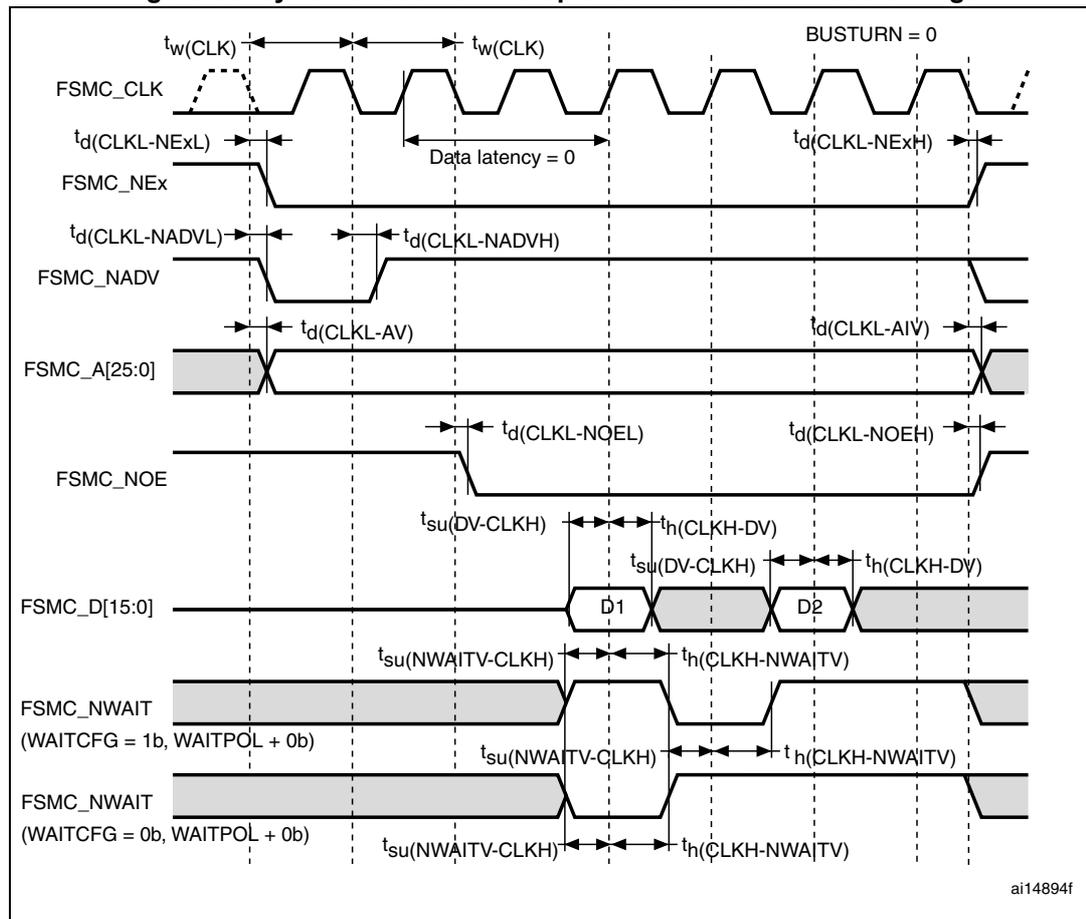 BUSTURN = 0
tw(CLK) tw(CLK)
FSMC_CLK
td(CLKL-NExL) Data latency = 0 td(CLKL-NExH)
FSMC_NEx
td(CLKL-NADVL) td(CLKL-NADVH)
FSMC_NADV
td(CLKL-AV) td(CLKL-AIV)
FSMC_A[25:0]
td(CLKL-NOEL) td(CLKL-NOEH)
FSMC_NOE
tsu(DV-CLKH) th(CLKH-DV)
tsu(DV-CLKH) th(CLKH-DV)
FSMC_D[15:0] D1 D2
tsu(NWAITV-CLKH) th(CLKH-NWAITV)
FSMC_NWAIT
(WAITCFG = 1b, WAITPOL + 0b)
tsu(NWAITV-CLKH) t h(CLKH-NWAITV)
FSMC_NWAIT
(WAITCFG = 0b, WAITPOL + 0b)
tsu(NWAITV-CLKH) th(CLKH-NWAITV)
ai14894f